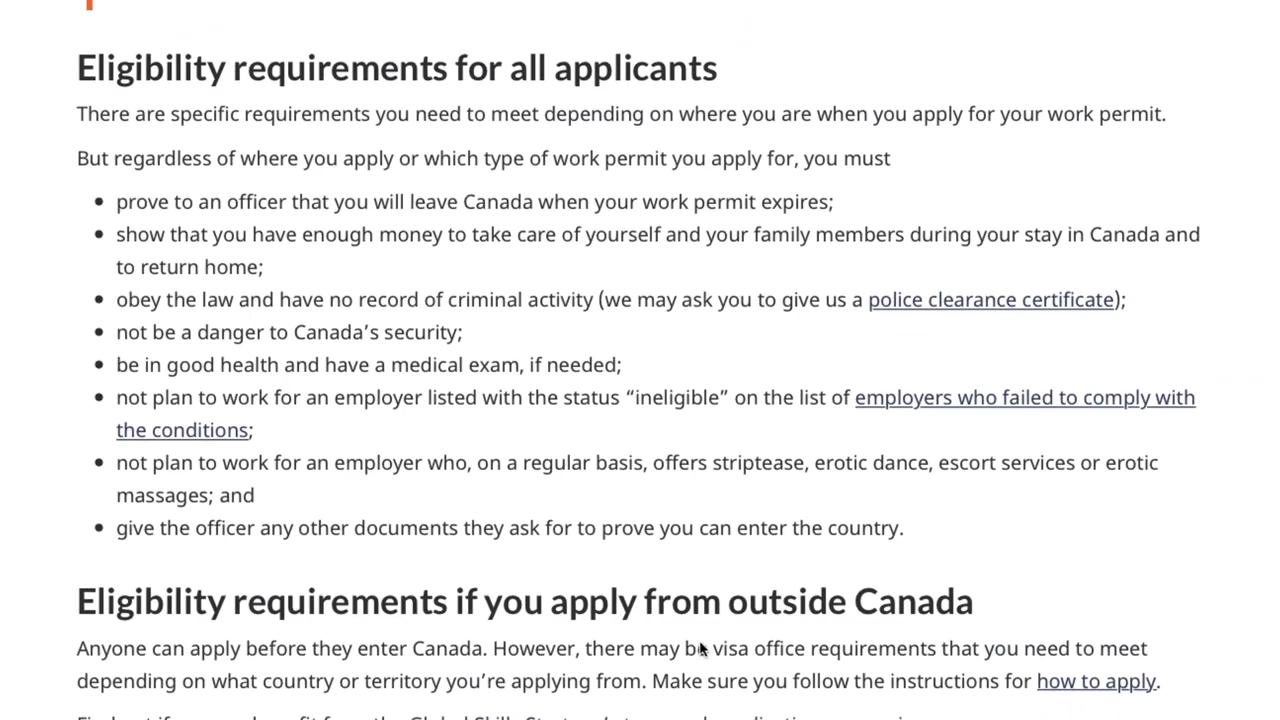 Eligibility requirements for all applicants
There are specific requirements you need to meet depending on where you are when you apply for your work permit.
But regardless of where you apply or which type of work permit you apply for, you must
• prove to an officer that you will leave Canada when your work permit expires;
• show that you have enough money to take care of yourself and your family members during your stay in Canada and
to return home;
• obey the law and have no record of criminal activity (we may ask you to give us a police clearance certificate);
• not be a danger to Canada’s security;
• be in good health and have a medical exam, if needed;
• not plan to work for an employer listed with the status “ineligible” on the list of employers who failed to comply with
the conditions;
• not plan to work for an employer who, on a regular basis, offers striptease, erotic dance, escort services or erotic
massages; and
• give the officer any other documents they ask for to prove you can enter the country.
Eligibility requirements if you apply from outside Canada
Anyone can apply before they enter Canada. However, there may be visa office requirements that you need to meet
depending on what country or territory you’re applying from. Make sure you follow the instructions for how to apply.